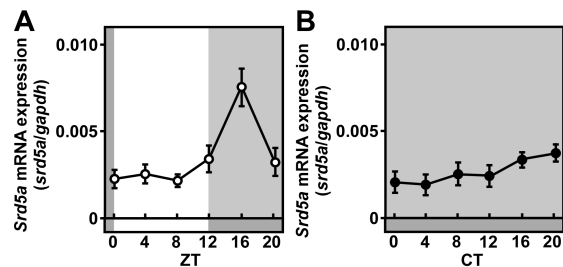 A
Srd5a mRNA expression
(srd5a/gapdh)
0.010
0.005
0
0 4 8 12 16 20
ZT
B
Srd5a mRNA expression
(srd5a/gapdh)
0.010
0.005
0
0 4 8 12 16 20
CT